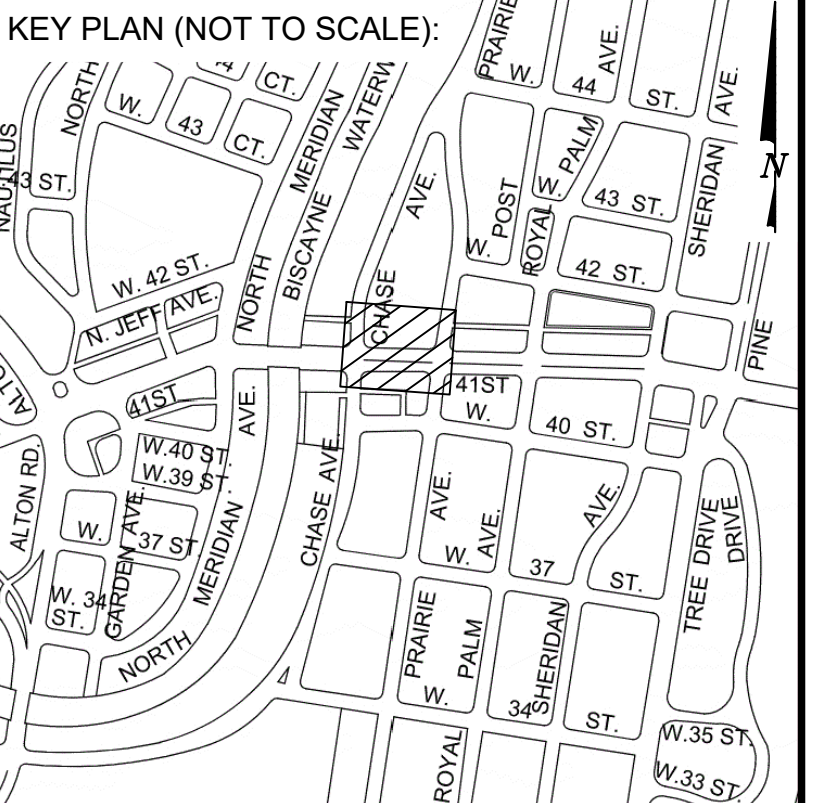 KEY PLAN (NOT TO SCALE):
PRAIRIE
W.
44
AVE.
ST.
AVE.
NORTH
W.
43
CT.
CT.
MERIDIAN
BISCAYNE
WATERW
NAUTILUS
43 ST.
PALM
W.
43 ST.
SHERIDAN
N
AVE.
POST
W.
ROYAL
42 ST.
W. 42 ST.
NORTH
CHASE
N. JEFF AVE.
PINE
ALTO
41ST
AVE.
41ST
W.
40 ST.
W.40 ST.
W.39 ST.
ALTON RD.
CHASE AVE.
AVE.
AVE.
AVE.
TREE DRIVE
DRIVE
W.
GARDEN AVE.
37 ST.
MERIDIAN
W.
37
ST.
W. 34
ST.
NORTH
PRAIRIE
PALM
SHERIDAN
W.
34
ST.
ROYAL
W.35 ST.
W.33 ST